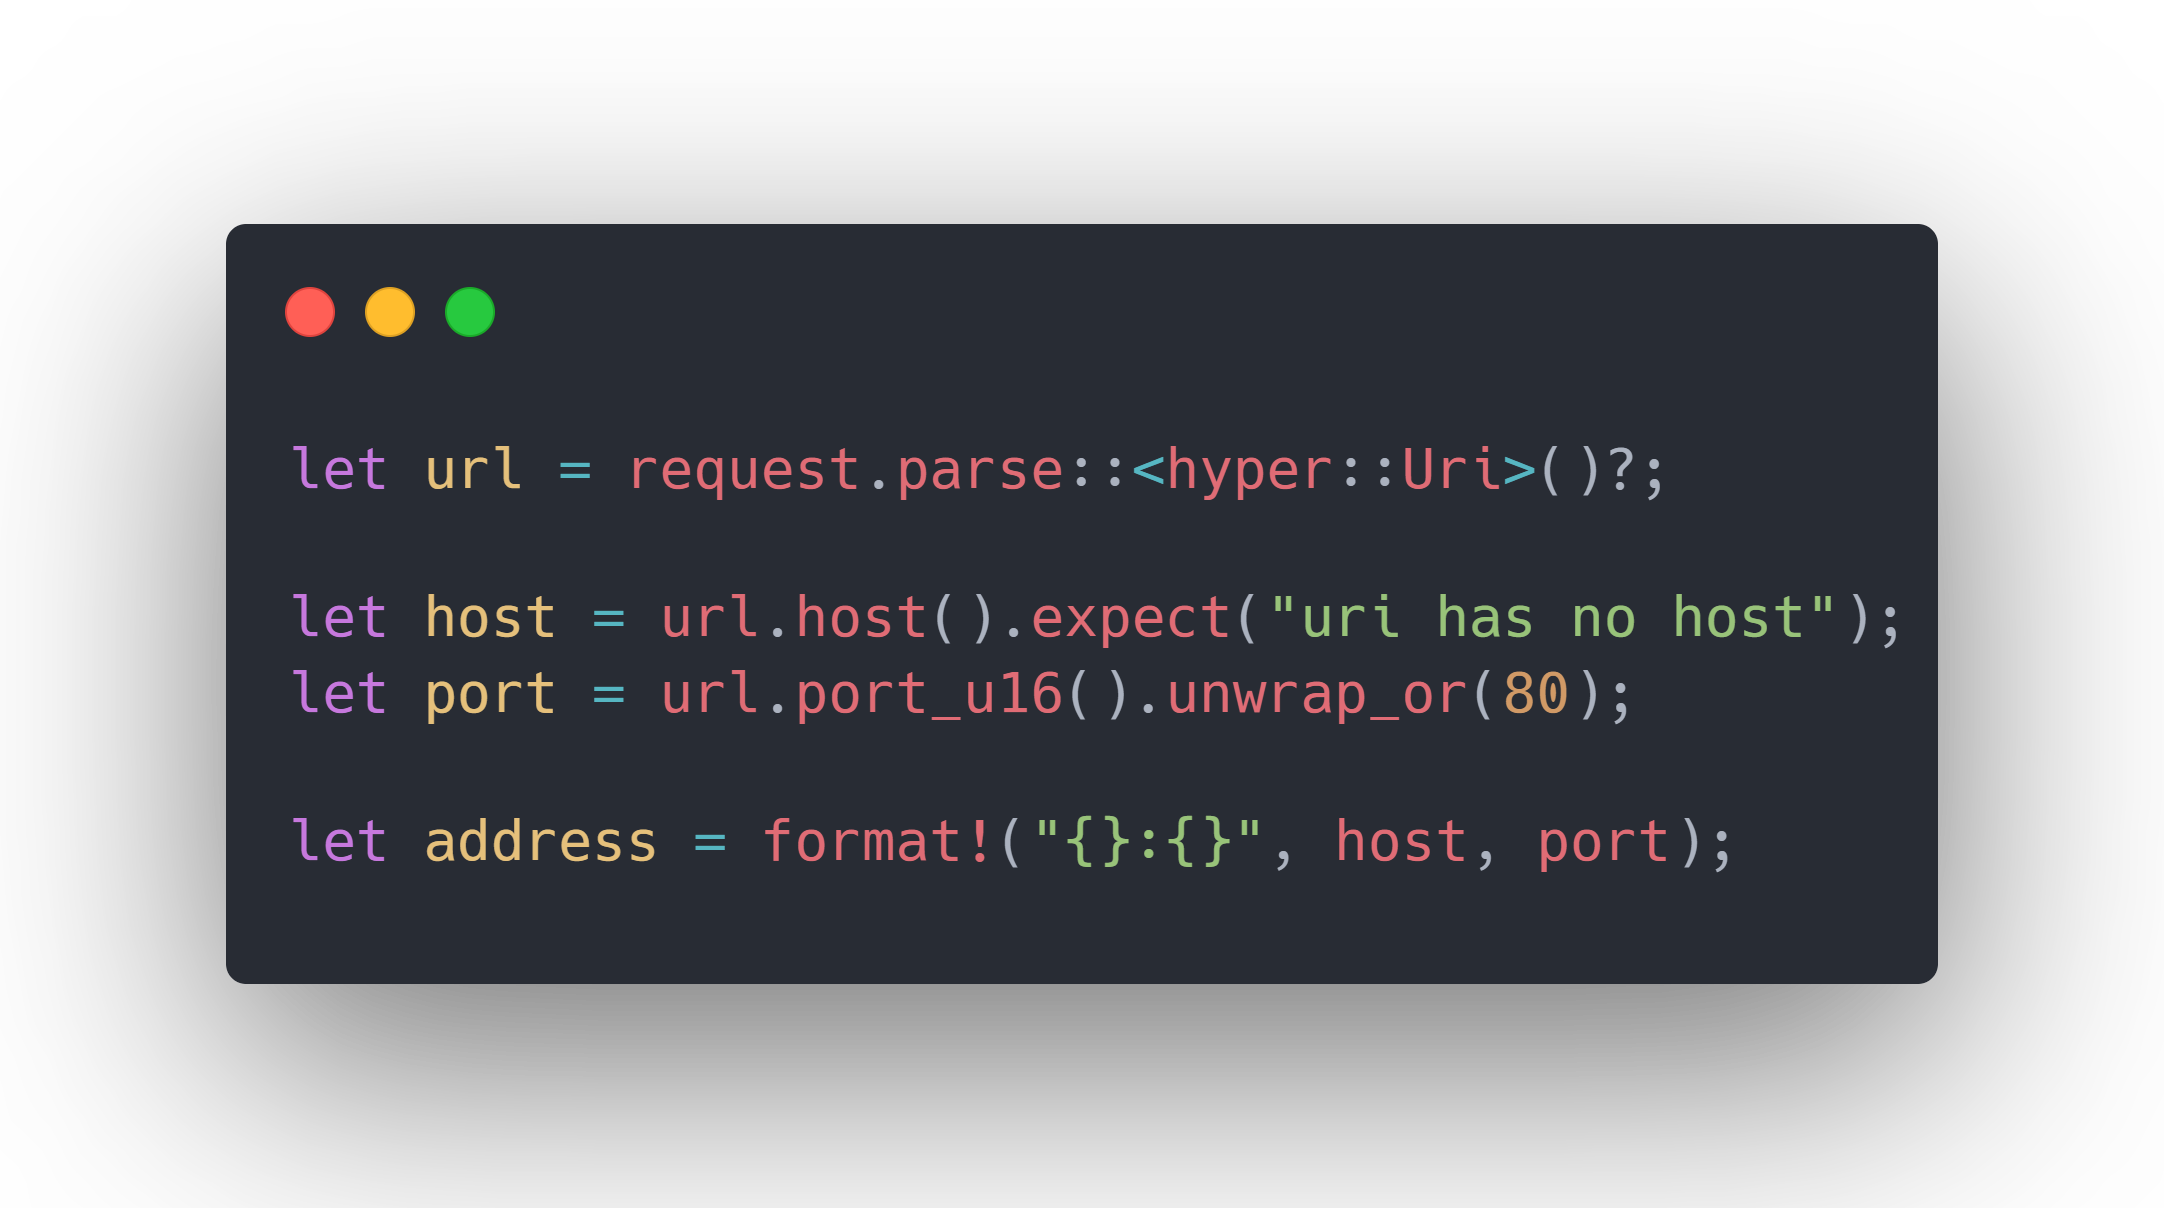 let url = request.parse::<hyper::Uri>()?;
let host = url.host().expect("uri has no host");
let port = url.port_u16().unwrap_or(80);
let address = format!("{}:{}", host, port);